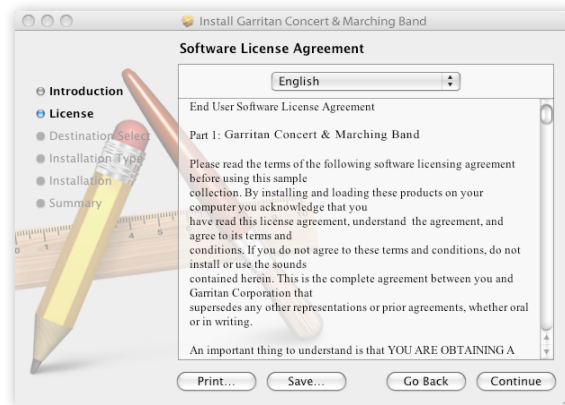 Install Garritan Concert & Marching Band
Software License Agreement
Introduction
License
Destination Select
Installation Type
Installation
Summary
English
End User Software License Agreement
Part 1: Garritan Concert & Marching Band
Please read the terms of the following software licensing agreement
before using this sample
collection. By installing and loading these products on your
computer you acknowledge that you
have read this license agreement, understand the agreement, and
agree to its terms and
conditions. If you do not agree to these terms and conditions, do not
install or use the sounds
contained herein. This is the complete agreement between you and
Garritan Corporation that
supersedes any other representations or prior agreements, whether oral
or in writing.
An important thing to understand is that YOU ARE OBTAINING A
Print...
Save...
Go Back
Continue